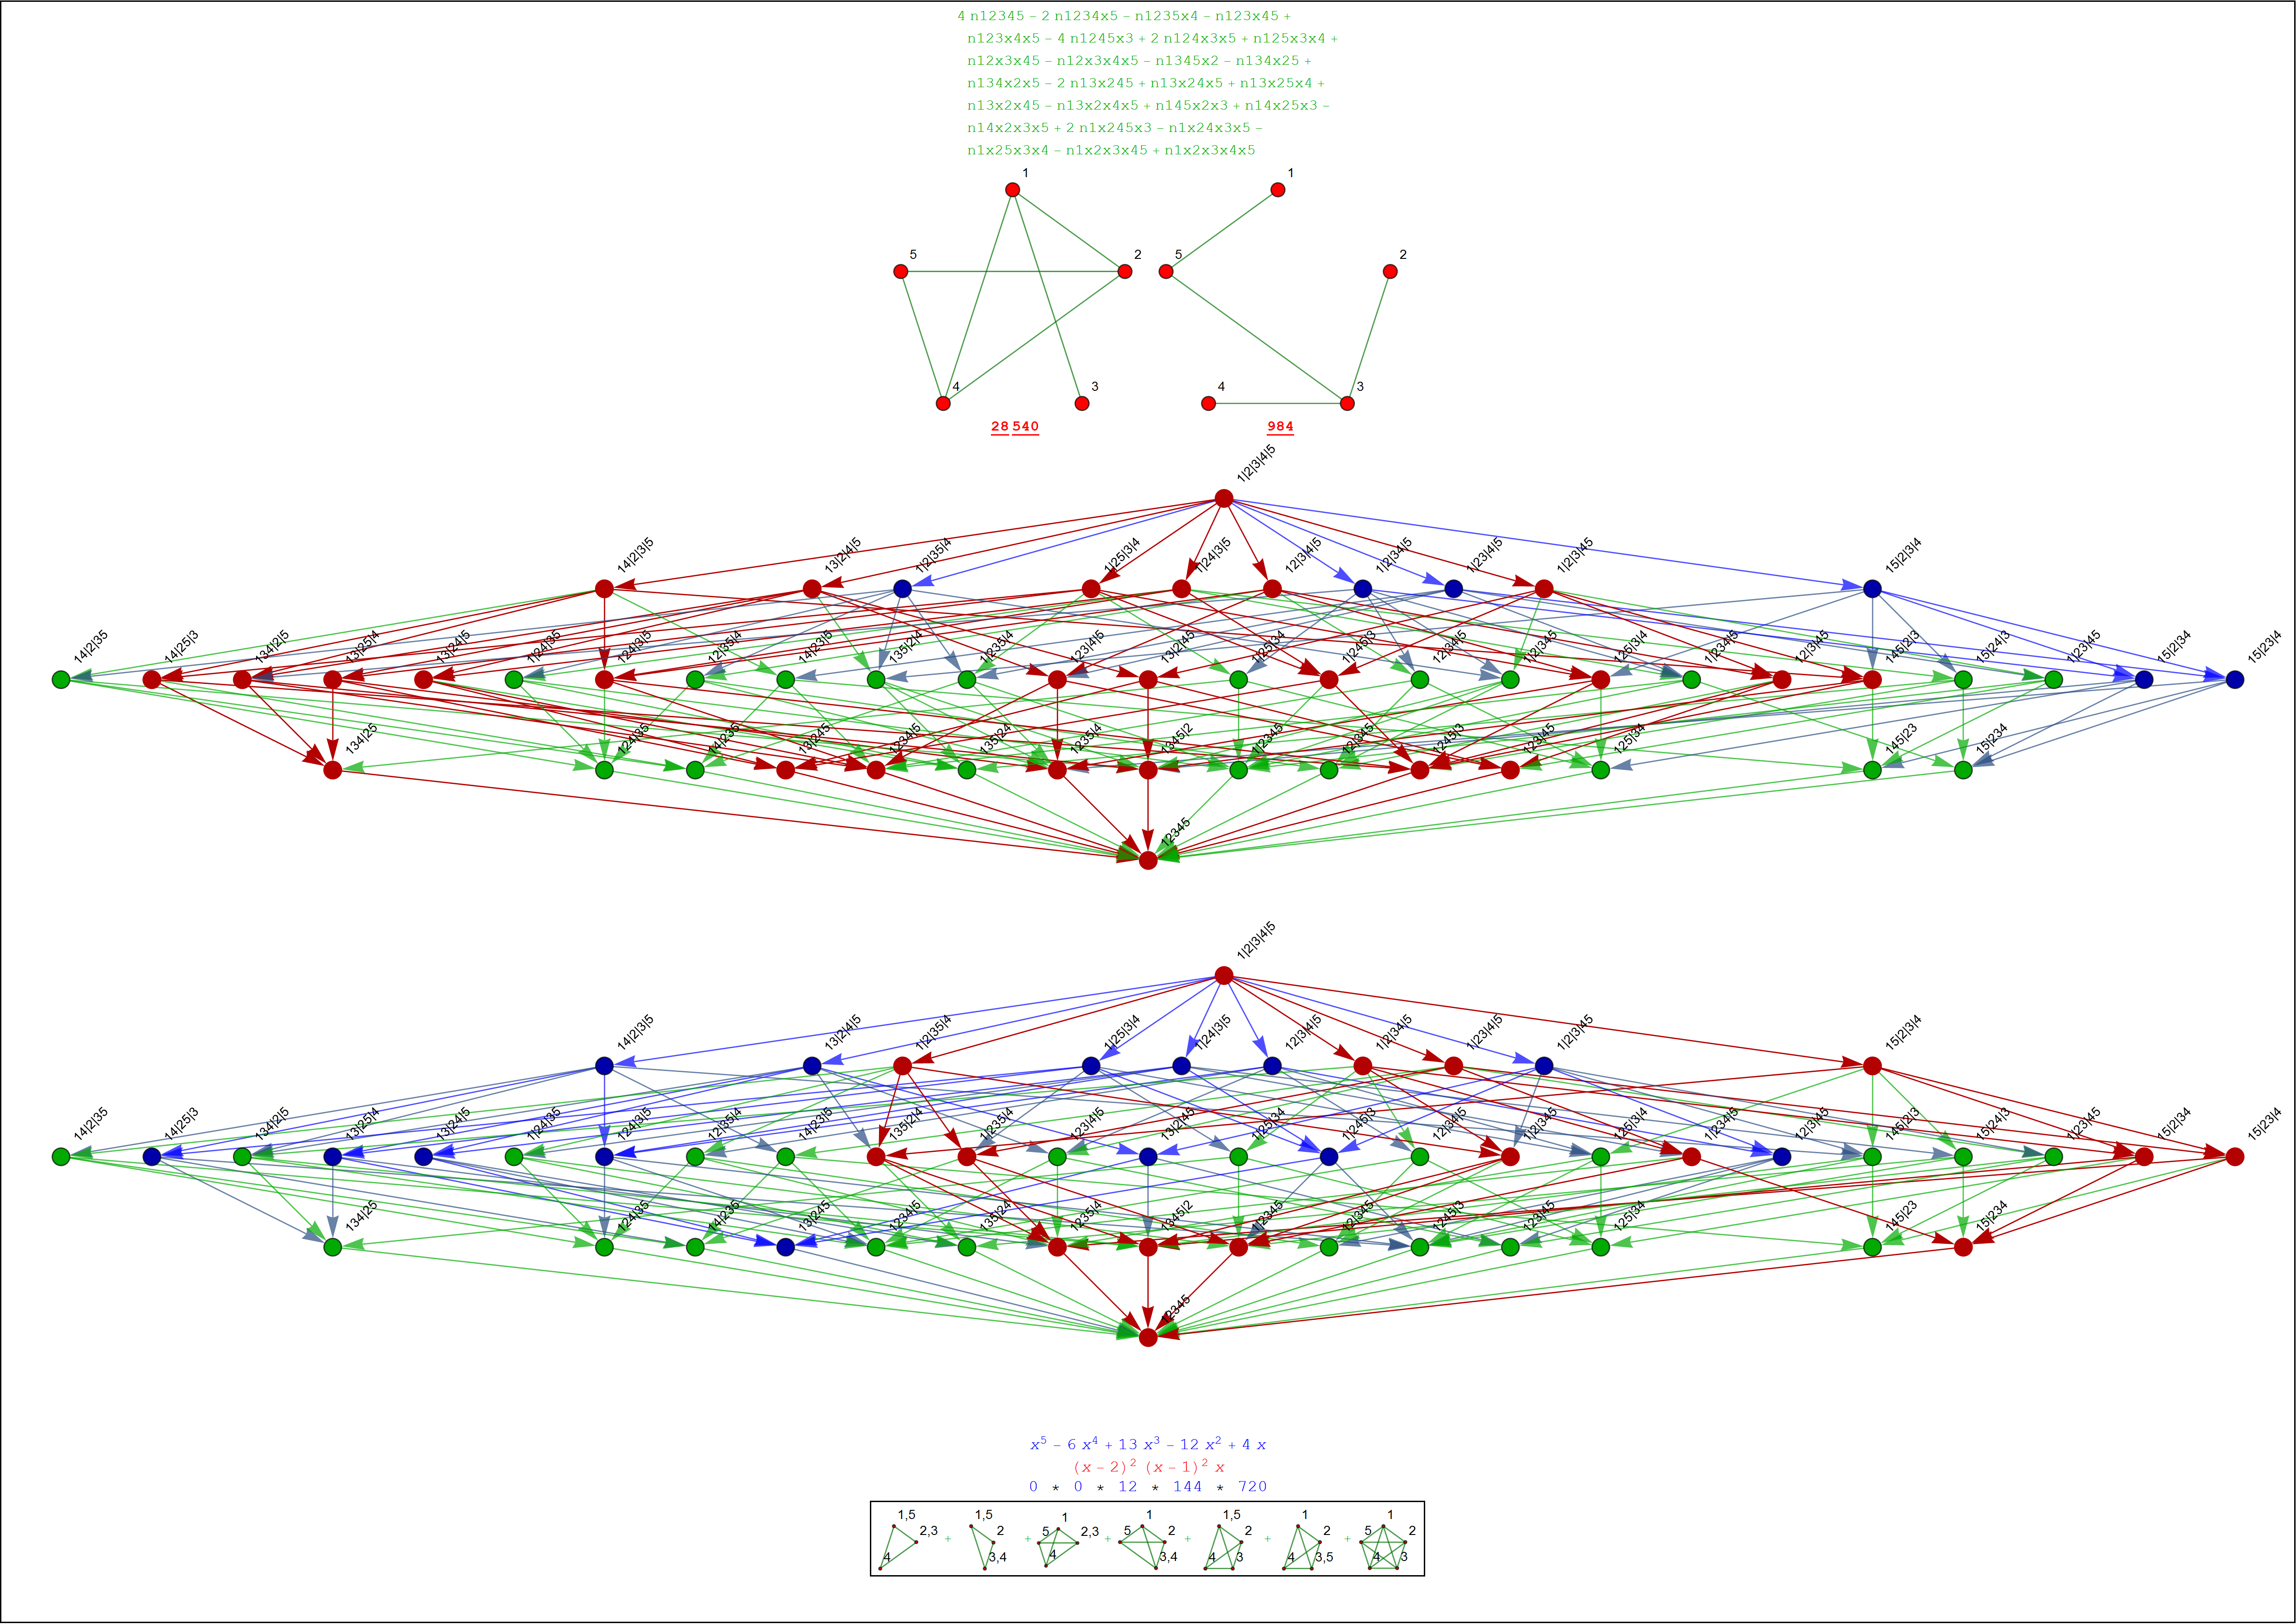 4 n12345 – 2 n1234x5 – n1235x4 – n123x45 +
n123x4x5 – 4 n1245x3 + 2 n124x3x5 + n125x3x4 +
n12x3x45 – n12x3x4x5 – n1345x2 – n134x25 +
n134x2x5 – 2 n13x245 + n13x24x5 + n13x25x4 +
n13x2x45 – n13x2x4x5 + n145x2x3 + n14x25x3 –
n14x2x3x5 + 2 n1x245x3 – n1x24x3x5 –
n1x25x3x4 – n1x2x3x45 + n1x2x3x4x5
1 1
5 2 5 2
4 3 4 3
28 540 984
1|2|3|4|5
14|2|3|5 13|2|4|5 1|2|35|4 1|25|3|4 1|24|3|5 12|3|4|5 1|2|34|5 1|23|4|5 1|2|3|45 15|2|3|4
14|2|35 14|25|3 134|2|5 13|25|4 13|24|5 1|24|35 124|3|5 12|35|4 14|23|5 135|2|4 1|235|4 123|4|5 13|2|45 1|25|34 1|245|3 12|34|5 1|2|345 125|3|4 1|234|5 12|3|45 145|2|3 15|24|3 1|23|45 15|2|34 15|23|4
134|25 124|35 14|235 13|245 1234|5 135|24 1235|4 1345|2 1|2345 12|345 1245|3 123|45 125|34 145|23 15|234
12345
1|2|3|4|5
14|2|3|5 13|2|4|5 1|2|35|4 1|25|3|4 1|24|3|5 12|3|4|5 1|2|34|5 1|23|4|5 1|2|3|45 15|2|3|4
14|2|35 14|25|3 134|2|5 13|25|4 13|24|5 1|24|35 124|3|5 12|35|4 14|23|5 135|2|4 1|235|4 123|4|5 13|2|45 1|25|34 1|245|3 12|34|5 1|2|345 125|3|4 1|234|5 12|3|45 145|2|3 15|24|3 1|23|45 15|2|34 15|23|4
134|25 124|35 14|235 13|245 1234|5 135|24 1235|4 1345|2 1|2345 12|345 1245|3 123|45 125|34 145|23 15|234
12345
x⁵ – 6 x⁴ + 13 x³ – 12 x² + 4 x
(x – 2)² (x – 1)² x
0 * 0 * 12 * 144 * 720
1,5 2,3 4 + 1,5 2 3,4 + 1 5 2,3 4 + 1 5 2 3,4 + 1,5 2 4 3 + 1 2 4 3,5 + 1 5 2 4 3